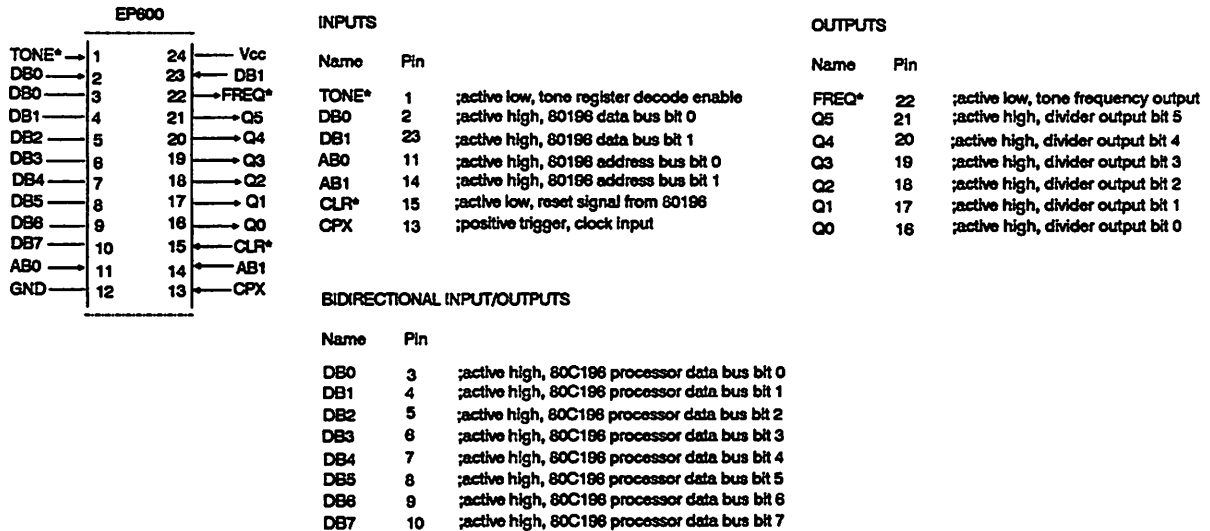 EP600
TONE* 1 24 Vcc
DB0 2 23 DB1
DB0 3 22 FREQ*
DB1 4 21 Q5
DB2 5 20 Q4
DB3 6 19 Q3
DB4 7 18 Q2
DB5 8 17 Q1
DB6 9 16 Q0
DB7 10 15 CLR*
AB0 11 14 AB1
GND 12 13 CPX
INPUTS
Name Pin
TONE* 1 ;active low, tone register decode enable
DB0 2 ;active high, 80196 data bus bit 0
DB1 23 ;active high, 80196 data bus bit 1
AB0 11 ;active high, 80196 address bus bit 0
AB1 14 ;active high, 80196 address bus bit 1
CLR* 15 ;active low, reset signal from 80196
CPX 13 ;positive trigger, clock input
OUTPUTS
Name Pin
FREQ* 22 ;active low, tone frequency output
Q5 21 ;active high, divider output bit 5
Q4 20 ;active high, divider output bit 4
Q3 19 ;active high, divider output bit 3
Q2 18 ;active high, divider output bit 2
Q1 17 ;active high, divider output bit 1
Q0 16 ;active high, divider output bit 0
BIDIRECTIONAL INPUT/OUTPUTS
Name Pin
DB0 3 ;active high, 80C196 processor data bus bit 0
DB1 4 ;active high, 80C196 processor data bus bit 1
DB2 5 ;active high, 80C196 processor data bus bit 2
DB3 6 ;active high, 80C196 processor data bus bit 3
DB4 7 ;active high, 80C196 processor data bus bit 4
DB5 8 ;active high, 80C196 processor data bus bit 5
DB6 9 ;active high, 80C196 processor data bus bit 6
DB7 10 ;active high, 80C196 processor data bus bit 7